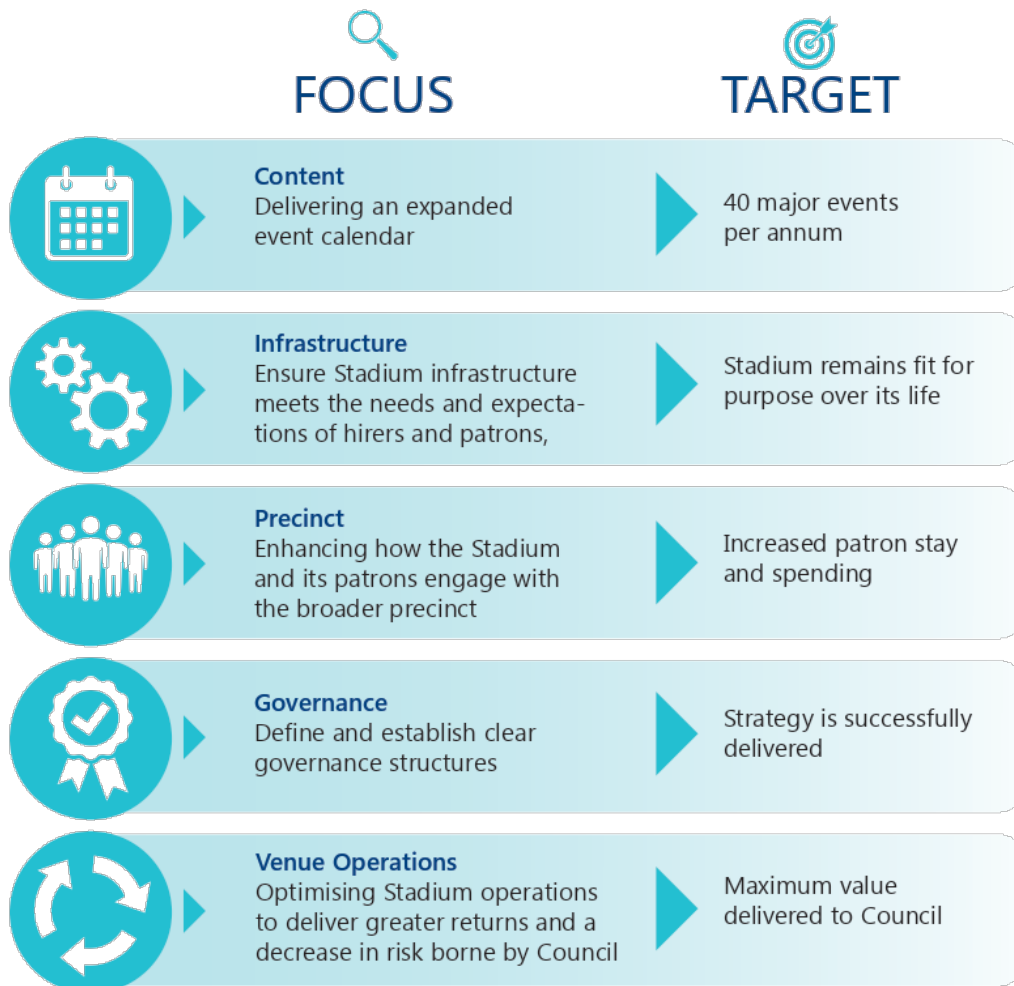 FOCUS
TARGET
Content
Delivering an expanded
event calendar
40 major events
per annum
Infrastructure
Ensure Stadium infrastructure
meets the needs and expecta-
tions of hirers and patrons,
Stadium remains fit for
purpose over its life
Precinct
Enhancing how the Stadium
and its patrons engage with
the broader precinct
Increased patron stay
and spending
Governance
Define and establish clear
governance structures
Strategy is successfully
delivered
Venue Operations
Optimising Stadium operations
to deliver greater returns and a
decrease in risk borne by Council
Maximum value
delivered to Council